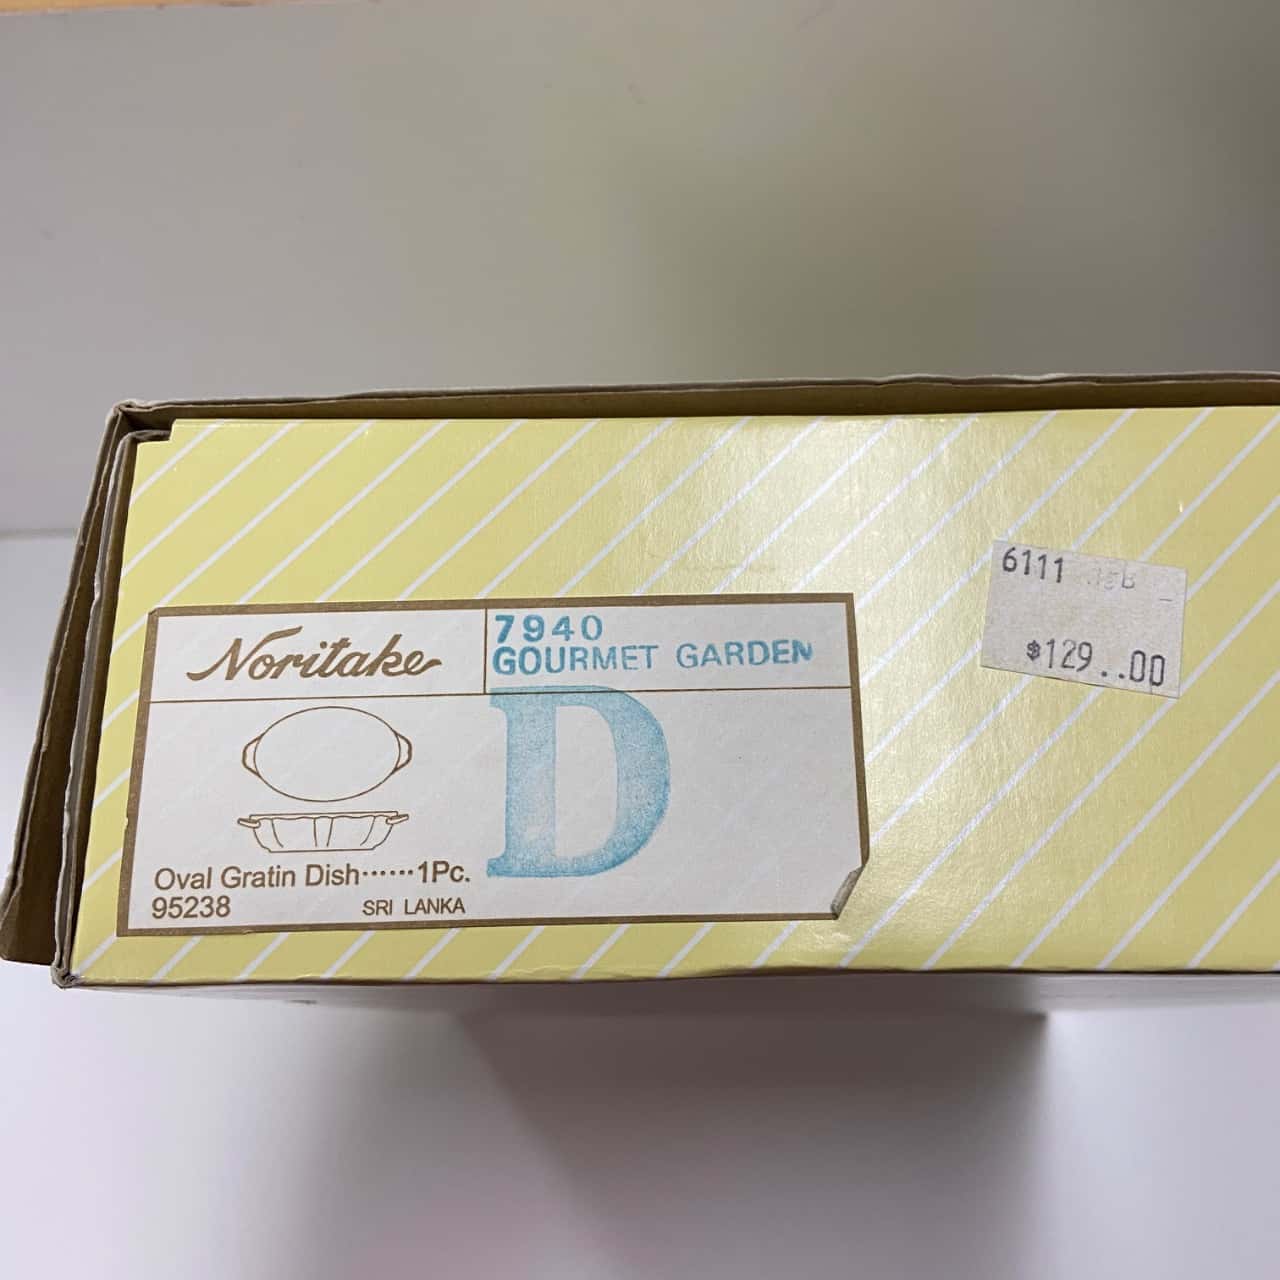 6111
$129..00
Noritake
7940
GOURMET GARDEN
D
Oval Gratin Dish······1Pc.
95238 SRI LANKA